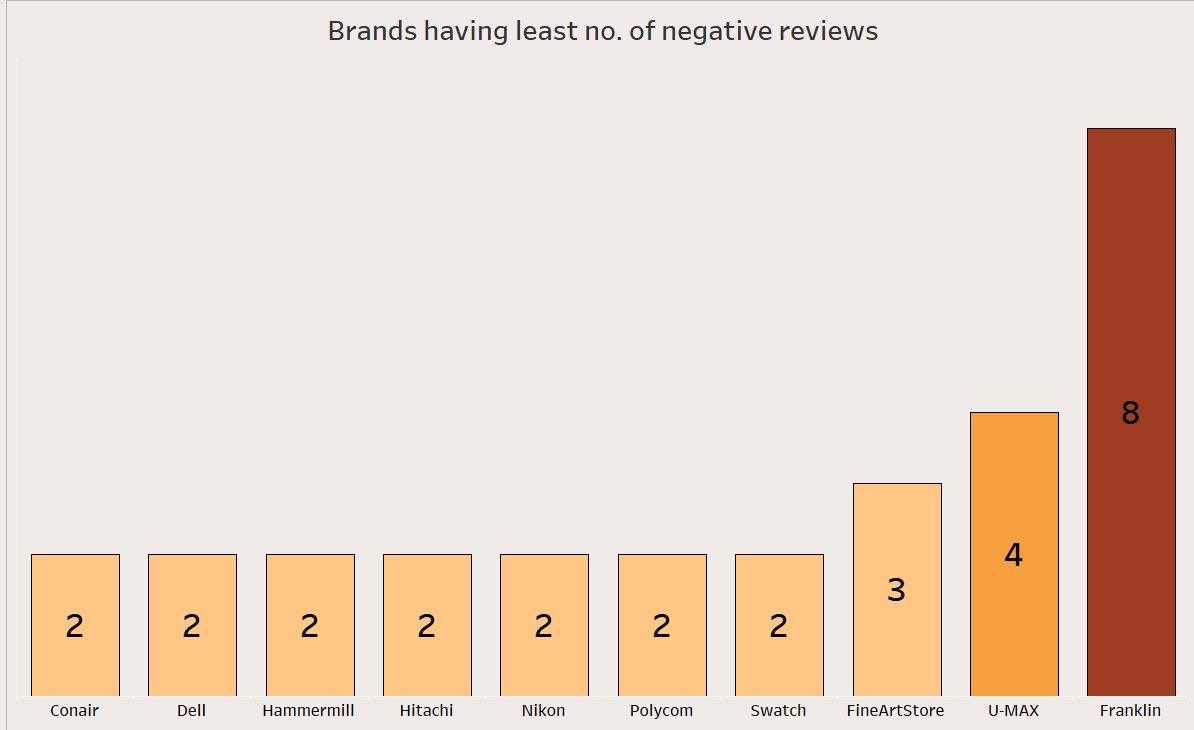 Brands having least no. of negative reviews
8
4
3
2 2 2 2 2 2 2
Conair Dell Hammermill Hitachi Nikon Polycom Swatch FineArtStore U-MAX Franklin